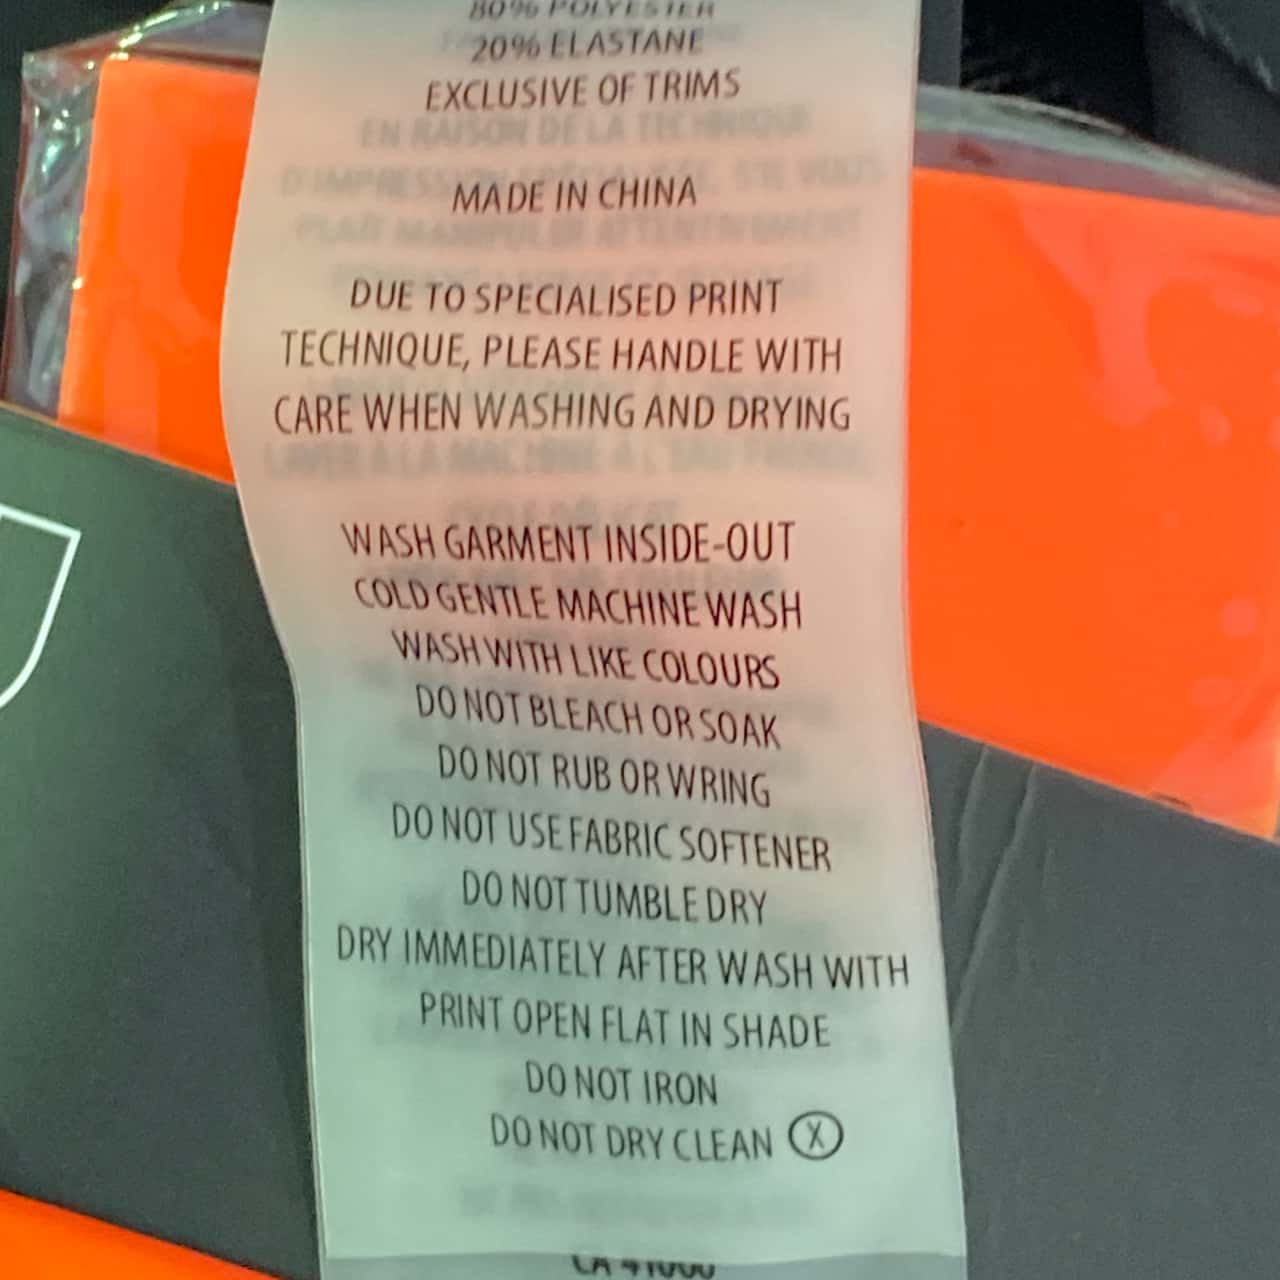 80% POLYESTER
20% ELASTANE
EXCLUSIVE OF TRIMS
MADE IN CHINA
DUE TO SPECIALISED PRINT
TECHNIQUE, PLEASE HANDLE WITH
CARE WHEN WASHING AND DRYING
WASH GARMENT INSIDE-OUT
COLD GENTLE MACHINE WASH
WASH WITH LIKE COLOURS
DO NOT BLEACH OR SOAK
DO NOT RUB OR WRING
DO NOT USE FABRIC SOFTENER
DO NOT TUMBLE DRY
DRY IMMEDIATELY AFTER WASH WITH
PRINT OPEN FLAT IN SHADE
DO NOT IRON
DO NOT DRY CLEAN Ⓧ